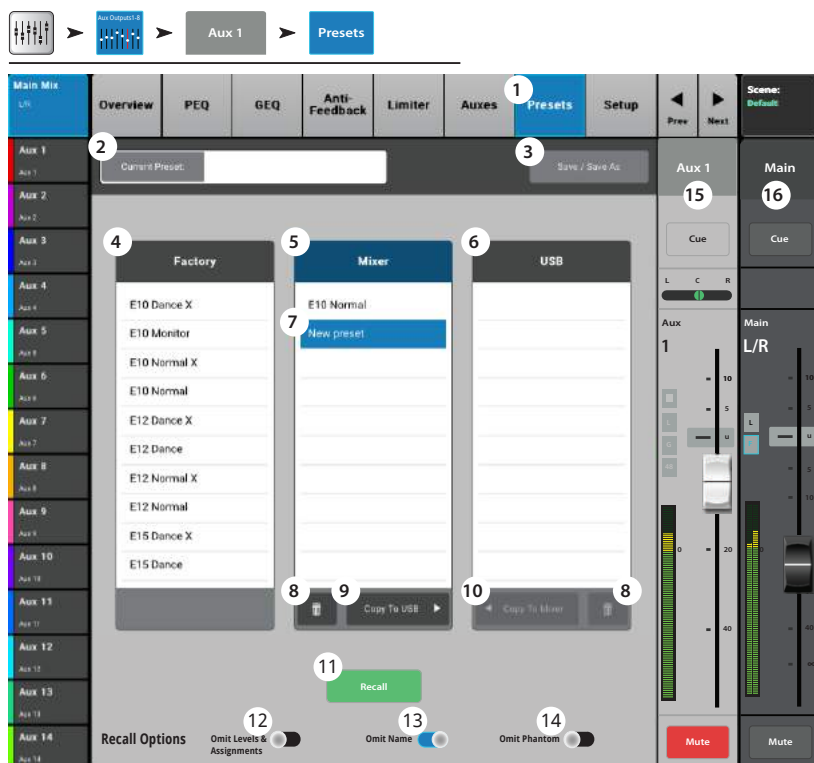 Aux Outputs1-8
Aux 1
Presets
Main Mix
L/R
Overview
PEQ
GEQ
Anti-
Feedback
Limiter
Auxes
1
Presets
Setup
Prev
Next
Scene:
Default
Aux 1
Aux 1
Aux 2
Aux 2
Aux 3
Aux 3
Aux 4
Aux 4
Aux 5
Aux 5
Aux 6
Aux 6
Aux 7
Aux 7
Aux 8
Aux 8
Aux 9
Aux 9
Aux 10
Aux 10
Aux 11
Aux 11
Aux 12
Aux 12
Aux 13
Aux 13
Aux 14
Aux 14
2
Current Preset:
3
Save / Save As
4
Factory
E10 Dance X
E10 Monitor
E10 Normal X
E10 Normal
E12 Dance X
E12 Dance
E12 Normal X
E12 Normal
E15 Dance X
E15 Dance
5
Mixer
E10 Normal
7
New preset
8
9
Copy To USB
6
USB
10
Copy To Mixer
8
11
Recall
Recall Options
12
Omit Levels &
Assignments
13
Omit Name
14
Omit Phantom
Aux 1
15
Cue
L C R
Aux
1
10
5
U
0
20
40
Mute
Main
16
Cue
Main
L/R
L
10
5
U
5
10
0
40
∞
Mute